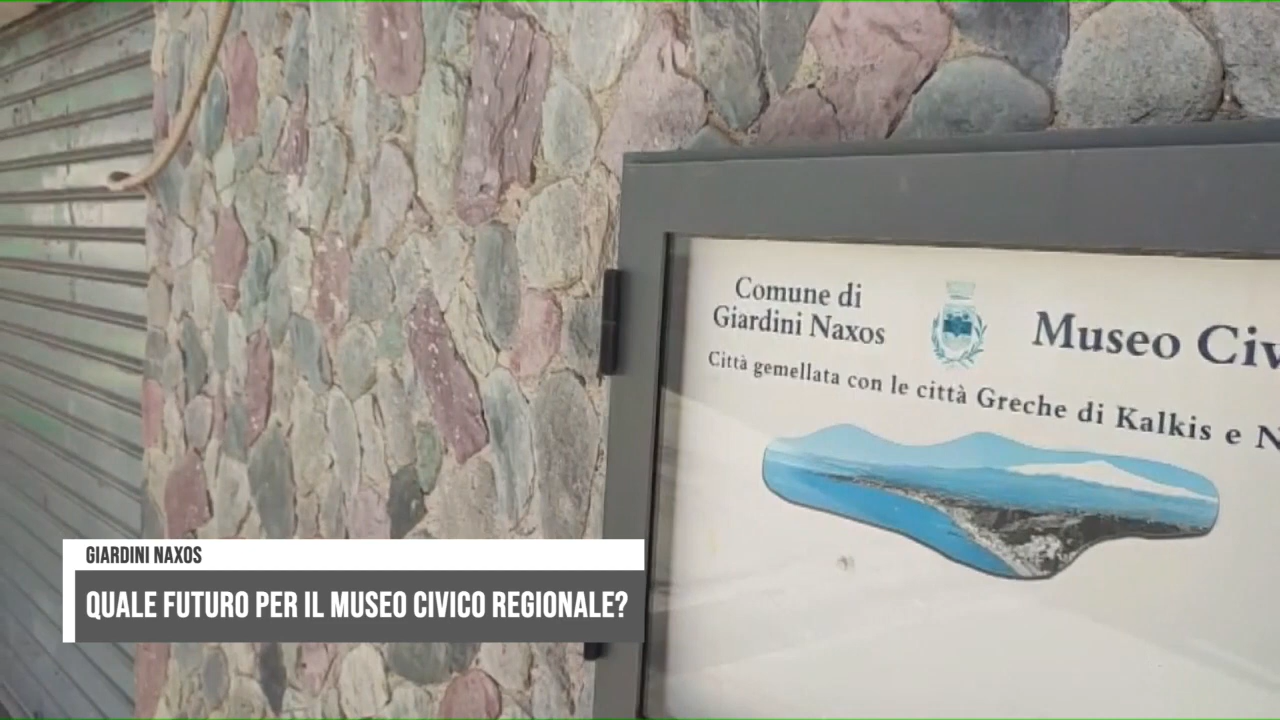 Comune di
Giardini Naxos
Museo
Città gemellata con le città Greche di Kalkis e
GIARDINI NAXOS
QUALE FUTURO PER IL MUSEO CIVICO REGIONALE?